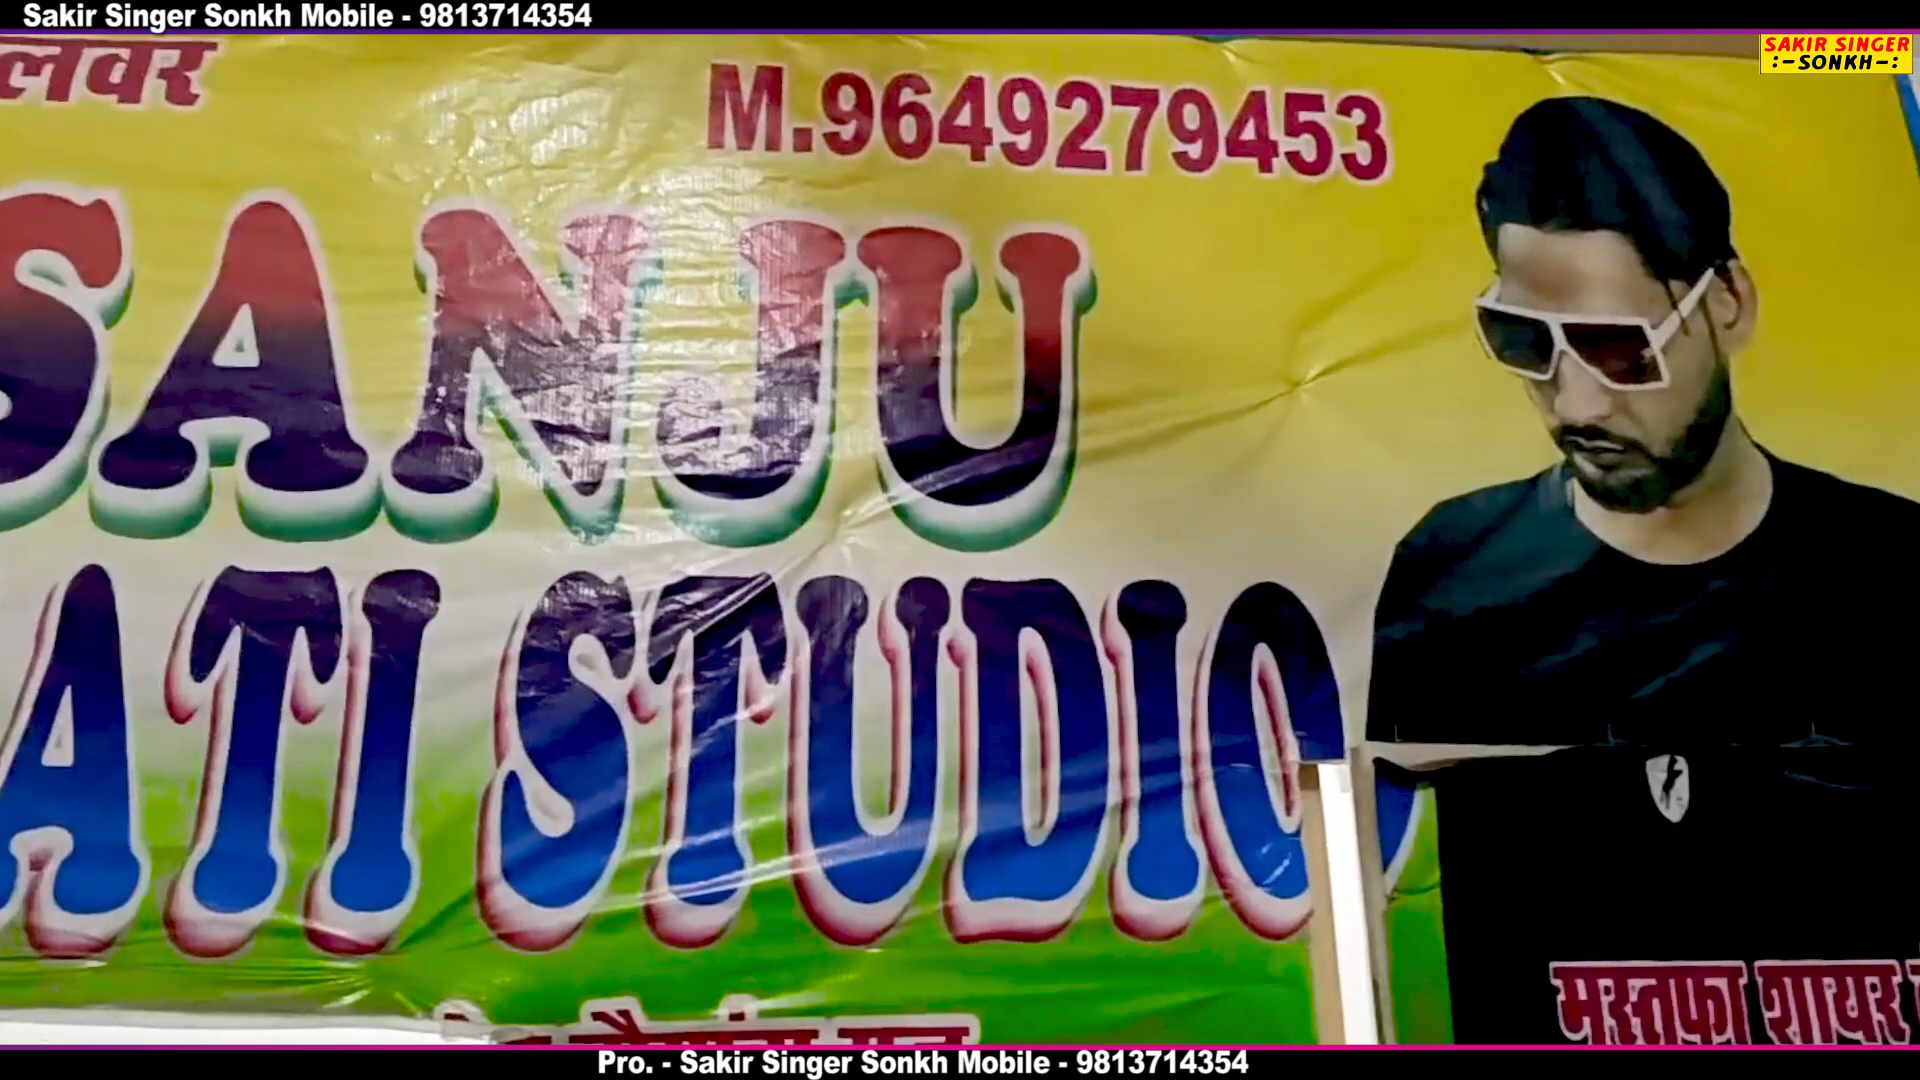 Sakir Singer Sonkh Mobile - 9813714354
SAKIR SINGER
:-SONKH-:
लवर
M.9649279453
SANJU
ATI STUDIO
मुस्तफा शायर
Pro. - Sakir Singer Sonkh Mobile - 9813714354